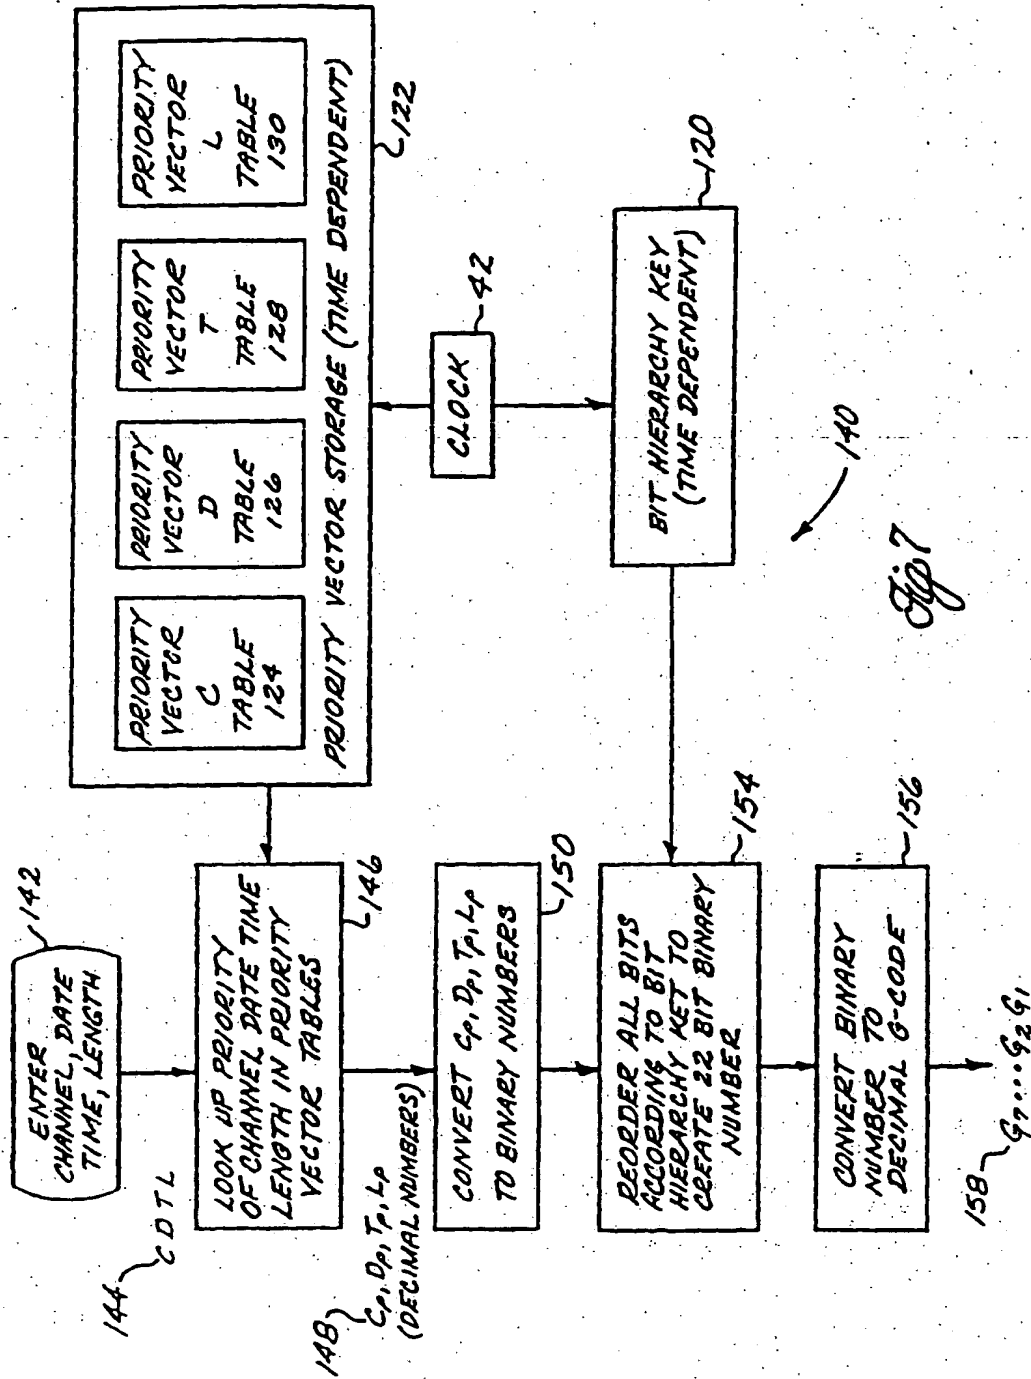 ENTER
CHANNEL, DATE
TIME, LENGTH
142
144
C D T L
LOOK UP PRIORITY
OF CHANNEL DATE TIME
LENGTH IN PRIORITY
VECTOR TABLES
146
148
Cp, Dp, Tp, Lp
(DECIMAL NUMBERS)
CONVERT Cp, Dp, Tp, Lp
TO BINARY NUMBERS
150
REORDER ALL BITS
ACCORDING TO BIT
HIERARCHY KET TO
CREATE 22 BIT BINARY
NUMBER
154
CONVERT BINARY
NUMBER TO
DECIMAL G-CODE
156
158
G7...G2G1
PRIORITY
VECTOR
C
TABLE
124
PRIORITY
VECTOR
D
TABLE
126
PRIORITY
VECTOR
T
TABLE
128
PRIORITY
VECTOR
L
TABLE
130
PRIORITY VECTOR STORAGE (TIME DEPENDENT)
122
CLOCK
42
BIT HIERARCHY KEY
(TIME DEPENDENT)
120
140
Fig 7